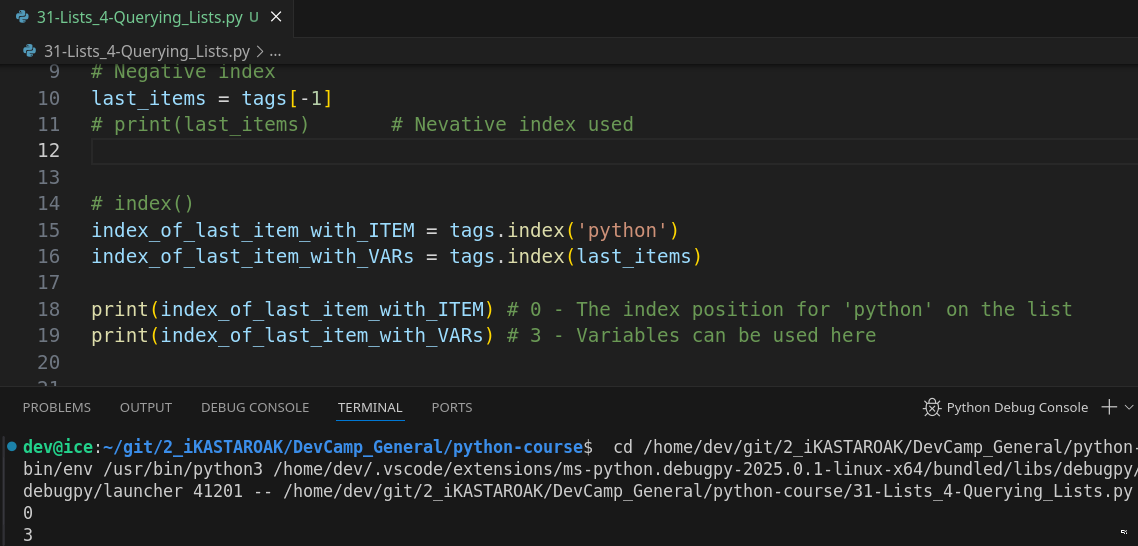 31-Lists_4-Querying_Lists.py U ×
31-Lists_4-Querying_Lists.py > ...
9 # Negative index
10 last_items = tags[-1]
11 # print(last_items)       # Nevative index used
12
13
14 # index()
15 index_of_last_item_with_ITEM = tags.index('python')
16 index_of_last_item_with_VARs = tags.index(last_items)
17
18 print(index_of_last_item_with_ITEM) # 0 - The index position for 'python' on the list
19 print(index_of_last_item_with_VARs) # 3 - Variables can be used here
20
21
PROBLEMS OUTPUT DEBUG CONSOLE TERMINAL PORTS Python Debug Console
dev@ice:~/git/2_iKASTAROAK/DevCamp_General/python-course$  cd /home/dev/git/2_iKASTAROAK/DevCamp_General/python-
bin/env /usr/bin/python3 /home/dev/.vscode/extensions/ms-python.debugpy-2025.0.1-linux-x64/bundled/libs/debugpy/
debugpy/launcher 41201 -- /home/dev/git/2_iKASTAROAK/DevCamp_General/python-course/31-Lists_4-Querying_Lists.py
0
3